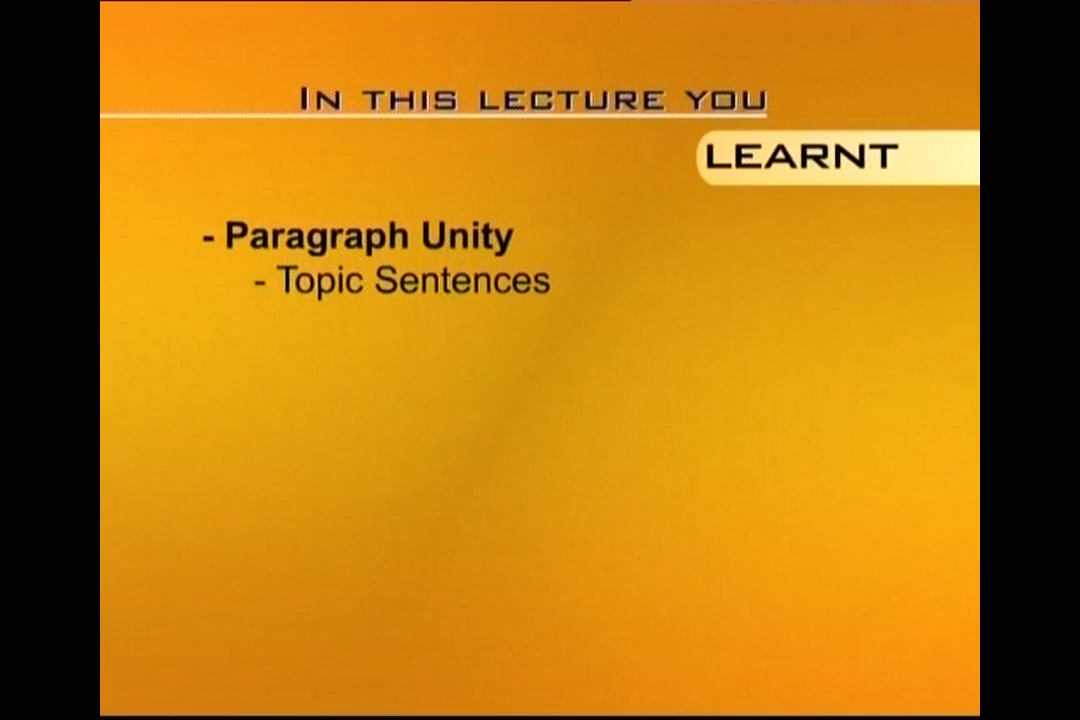 IN THIS LECTURE YOU
LEARNT
- Paragraph Unity
- Topic Sentences